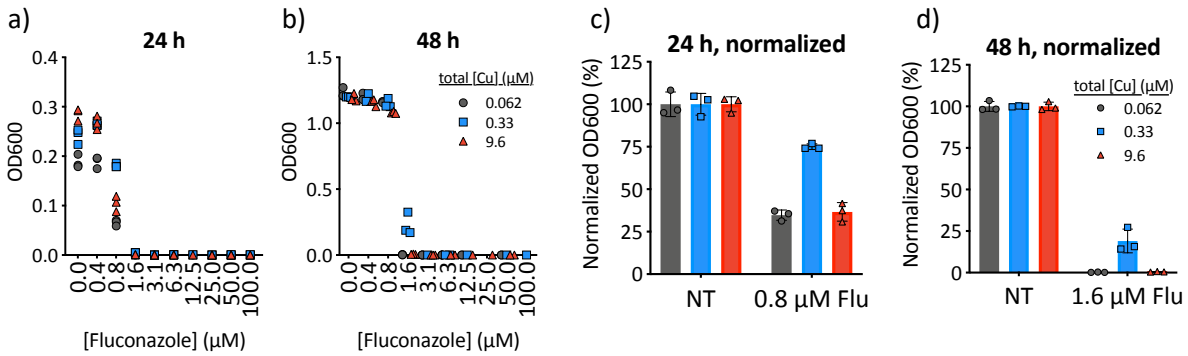 a)
24 h
OD600
0.4
0.3
0.2
0.1
0.0
0.0
0.4
0.8
1.6
3.1
6.3
12.5
25.0
50.0
100.0
[Fluconazole] (μM)
b)
48 h
OD600
1.5
1.0
0.5
0.0
total [Cu] (μM)
0.062
0.33
9.6
0.0
0.4
0.8
1.6
3.1
6.3
12.5
25.0
50.0
100.0
[Fluconazole] (μM)
c)
24 h, normalized
Normalized OD600 (%)
125
100
75
50
25
0
NT
0.8 μM Flu
d)
48 h, normalized
Normalized OD600 (%)
125
100
75
50
25
0
total [Cu] (μM)
0.062
0.33
9.6
NT
1.6 μM Flu